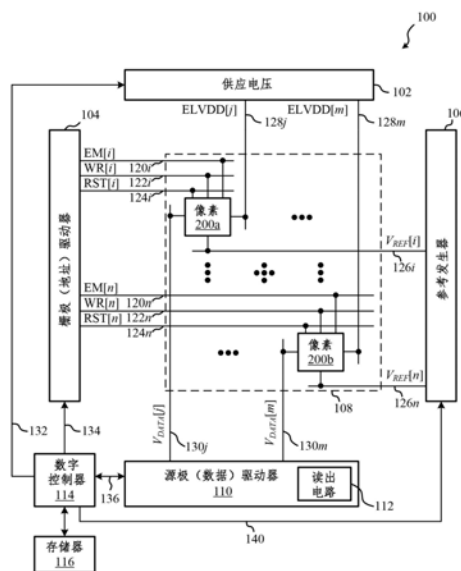 100
供应电压
102
104
106
ELVDD[j]
ELVDD[m]
128j
128m
EM[i]
WR[i]
RST[i]
120i
122i
124i
像素
200a
栅极（地址）驱动器
参考发生器
VREF[i]
126i
EM[n]
WR[n]
RST[n]
120n
122n
124n
像素
200b
VREF[n]
126n
108
132
134
VDATA[j]
130j
VDATA[m]
130m
数字
控制器
114
136
源极（数据）驱动器
110
读出
电路
112
140
存储器
116